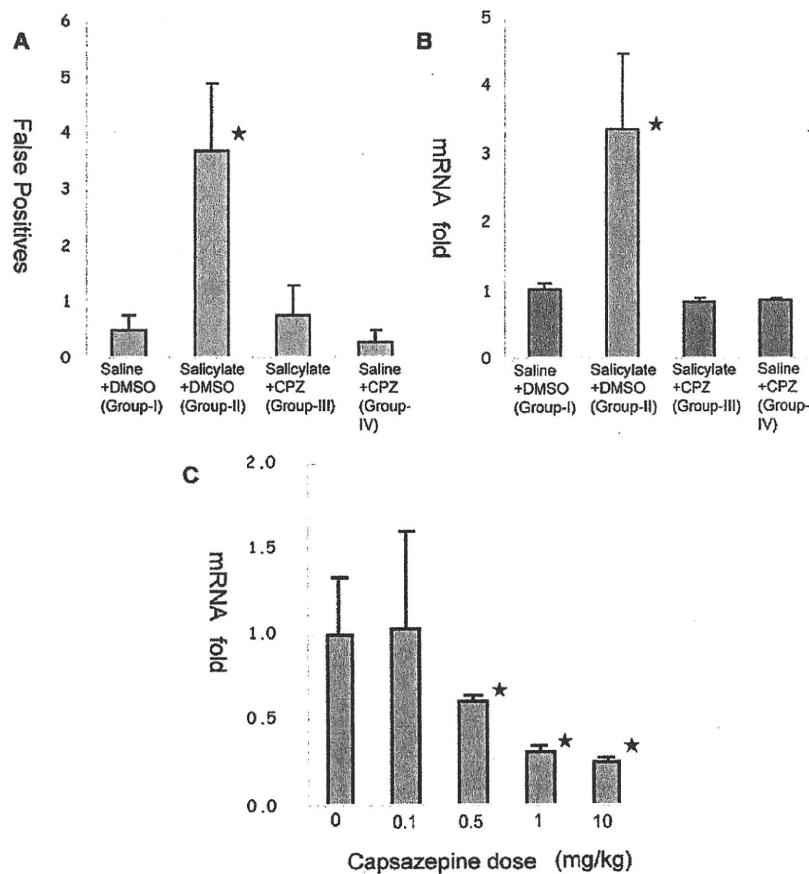 A
6
5
4
3
2
1
0
False Positives
★
Saline
+DMSO
(Group-I)
Salicylate
+DMSO
(Group-II)
Salicylate
+CPZ
(Group-III)
Saline
+CPZ
(Group-
IV)
B
5
4
3
2
1
0
mRNA fold
★
Saline
+DMSO
(Group-I)
Salicylate
+DMSO
(Group-II)
Salicylate
+CPZ
(Group-III)
Saline
+CPZ
(Group-
IV)
C
2.0
1.5
1.0
0.5
0.0
mRNA fold
★
★
★
0 0.1 0.5 1 10
Capsazepine dose (mg/kg)